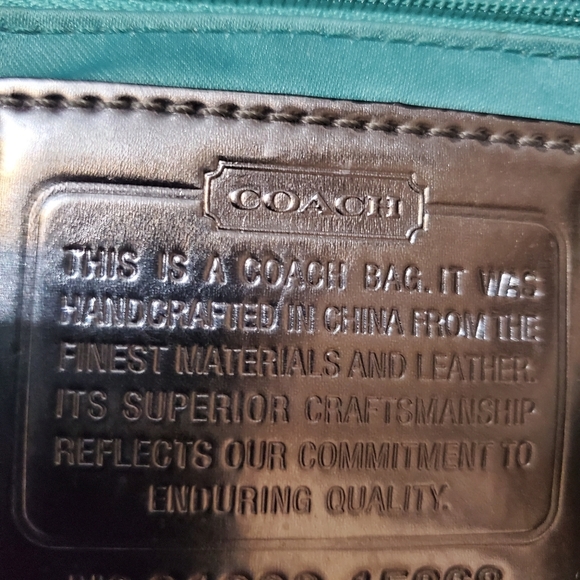 COACH
THIS IS A COACH BAG. IT WAS
HANDCRAFTED IN CHINA FROM THE
FINEST MATERIALS AND LEATHER.
ITS SUPERIOR CRAFTSMANSHIP
REFLECTS OUR COMMITMENT TO
ENDURING QUALITY.